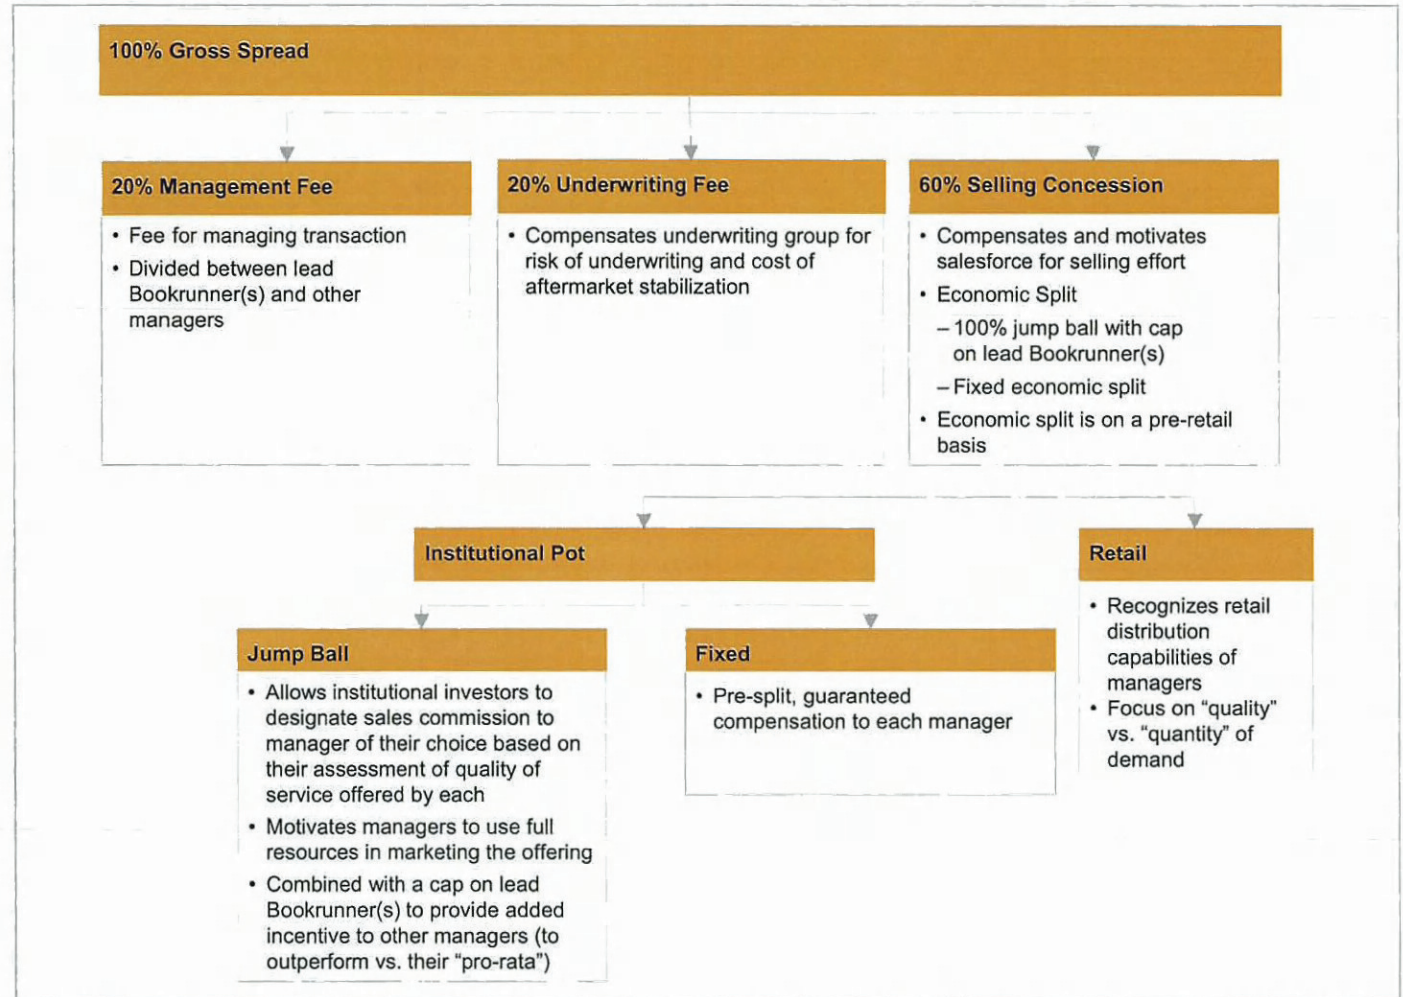 100% Gross Spread
20% Management Fee
• Fee for managing transaction
• Divided between lead
Bookrunner(s) and other
managers
20% Underwriting Fee
• Compensates underwriting group for
risk of underwriting and cost of
aftermarket stabilization
60% Selling Concession
• Compensates and motivates
salesforce for selling effort
• Economic Split
– 100% jump ball with cap
on lead Bookrunner(s)
– Fixed economic split
• Economic split is on a pre-retail
basis
Institutional Pot
Jump Ball
• Allows institutional investors to
designate sales commission to
manager of their choice based on
their assessment of quality of
service offered by each
• Motivates managers to use full
resources in marketing the offering
• Combined with a cap on lead
Bookrunner(s) to provide added
incentive to other managers (to
outperform vs. their “pro-rata”)
Fixed
• Pre-split, guaranteed
compensation to each manager
Retail
• Recognizes retail
distribution
capabilities of
managers
• Focus on “quality”
vs. “quantity” of
demand